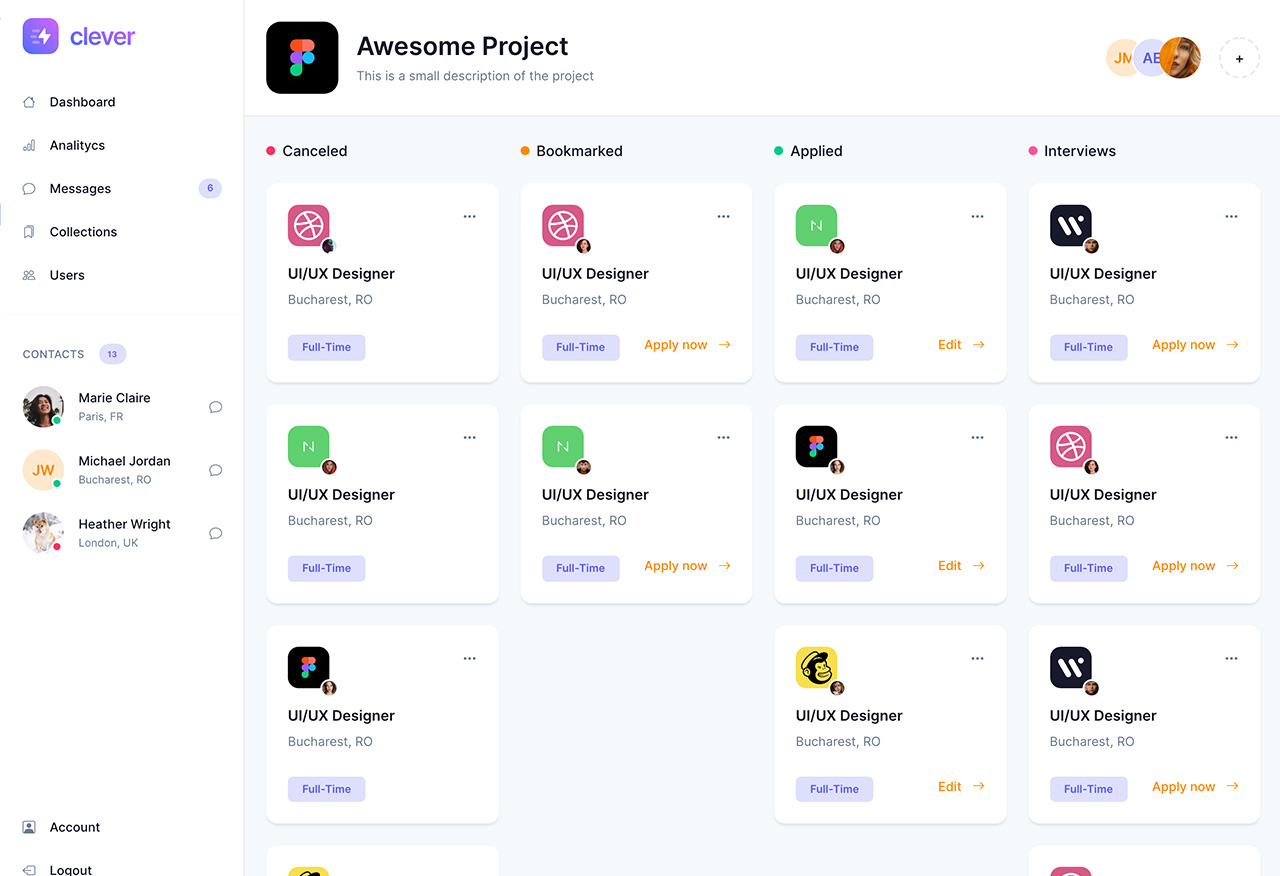 clever
Dashboard
Analitycs
Messages
6
Collections
Users
CONTACTS
13
Marie Claire
Paris, FR
JW
Michael Jordan
Bucharest, RO
Heather Wright
London, UK
Account
Logout
Awesome Project
This is a small description of the project
JM
AE
+
Canceled
UI/UX Designer
Bucharest, RO
Full-Time
N
UI/UX Designer
Bucharest, RO
Full-Time
UI/UX Designer
Bucharest, RO
Full-Time
Bookmarked
UI/UX Designer
Bucharest, RO
Full-Time
Apply now
N
UI/UX Designer
Bucharest, RO
Full-Time
Apply now
Applied
N
UI/UX Designer
Bucharest, RO
Full-Time
Edit
UI/UX Designer
Bucharest, RO
Full-Time
Edit
UI/UX Designer
Bucharest, RO
Full-Time
Edit
Interviews
UI/UX Designer
Bucharest, RO
Full-Time
Apply now
UI/UX Designer
Bucharest, RO
Full-Time
Apply now
UI/UX Designer
Bucharest, RO
Full-Time
Apply now